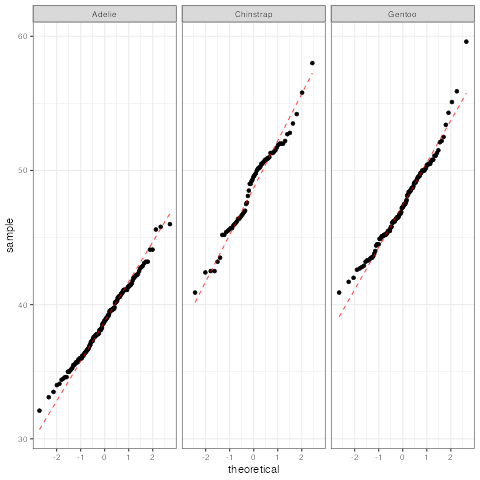 Adelie Chinstrap Gentoo
60
50
40
30
sample
-2 -1 0 1 2 -2 -1 0 1 2 -2 -1 0 1 2
theoretical